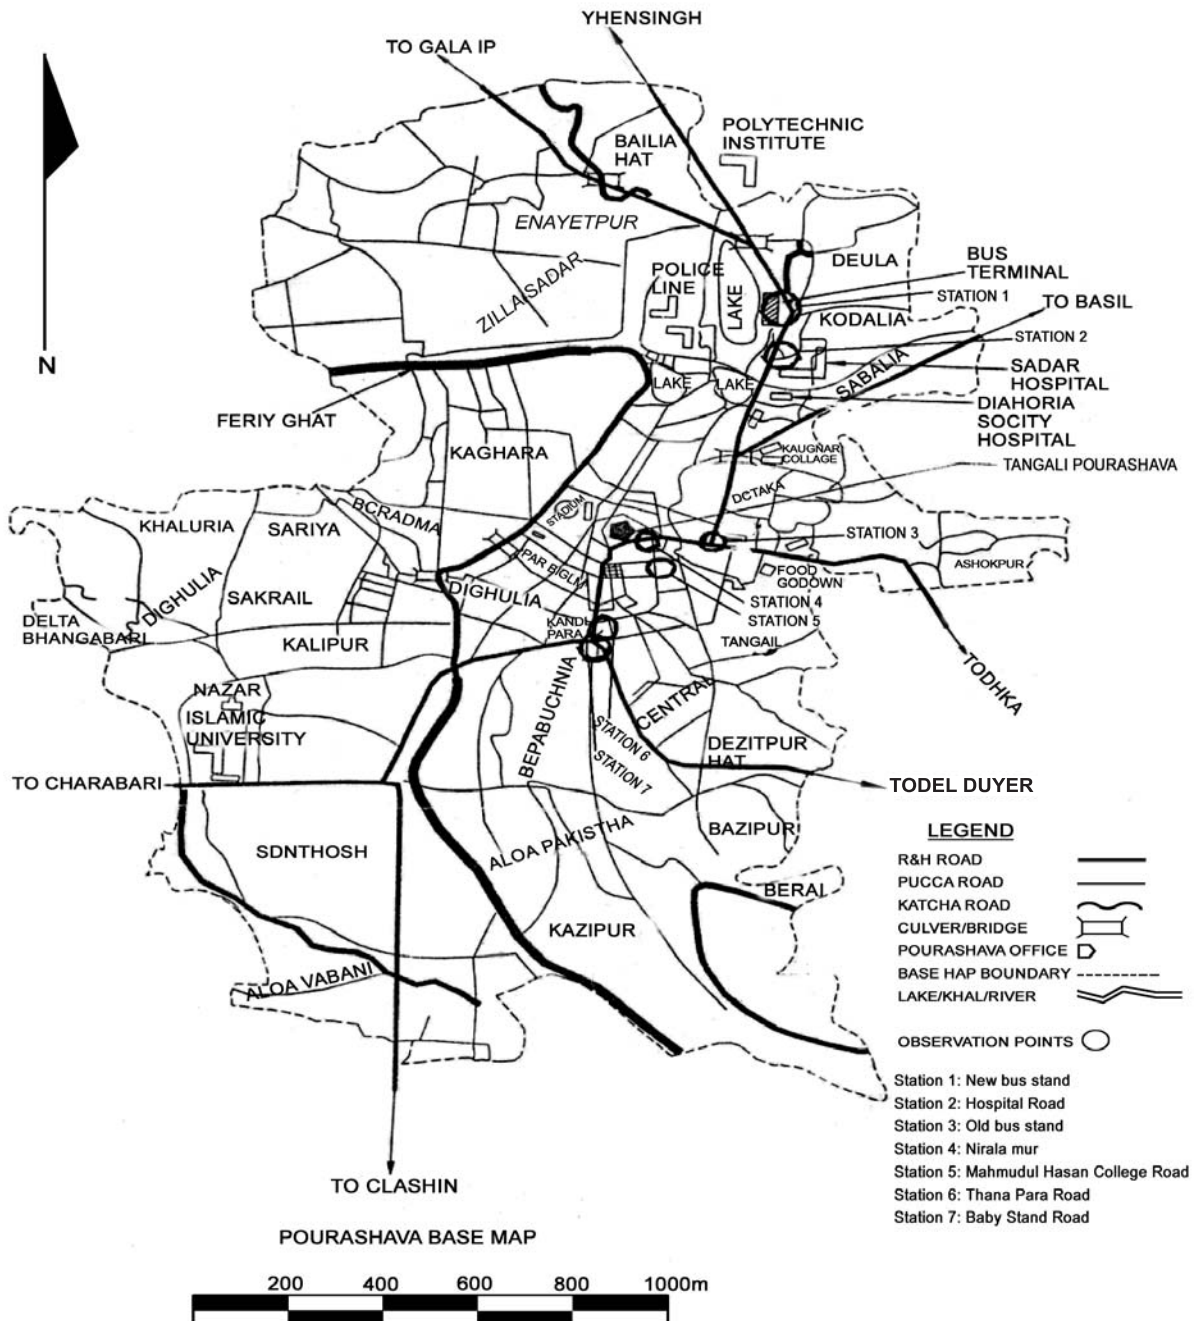 YHENSINGH
TO GALA IP
POLYTECHNIC
INSTITUTE
BAILIA
HAT
ENAYETPUR
ZILLA SADAR
POLICE
LINE
LAKE
DEULA
BUS
TERMINAL
STATION 1
TO BASIL
KODALIA
STATION 2
N
SADAR
HOSPITAL
SABALIA
LAKE
LAKE
DIAHORIA
SOCITY
HOSPITAL
FERIY GHAT
KAGHARA
KAUGNAR
COLLAGE
TANGALI POURASHAVA
DCTAKA
BCRADMA
STADIUM
KHALURIA
SARIYA
STATION 3
PAR BIGLM
ASHOKPUR
FOOD
GODOWN
DIGHULIA
SAKRAIL
DIGHULIA
STATION 4
STATION 5
DELTA
BHANGABARI
KANDI
PARA
KALIPUR
TANGAIL
TODHKA
NAZAR
ISLAMIC
UNIVERSITY
BEPABUCHNIA
CENTRAL
STATION 6
STATION 7
DEZITPUR
HAT
TO CHARABARI
TODEL DUYER
SDNTHOSH
ALOA PAKISTHA
BAZIPUR
BERAI
KAZIPUR
ALOA VABANI
LEGEND
R&H ROAD
PUCCA ROAD
KATCHA ROAD
CULVER/BRIDGE
POURASHAVA OFFICE
BASE HAP BOUNDARY
LAKE/KHAL/RIVER
OBSERVATION POINTS
Station 1: New bus stand
Station 2: Hospital Road
Station 3: Old bus stand
Station 4: Nirala mur
Station 5: Mahmudul Hasan College Road
Station 6: Thana Para Road
Station 7: Baby Stand Road
TO CLASHIN
POURASHAVA BASE MAP
200 400 600 800 1000m